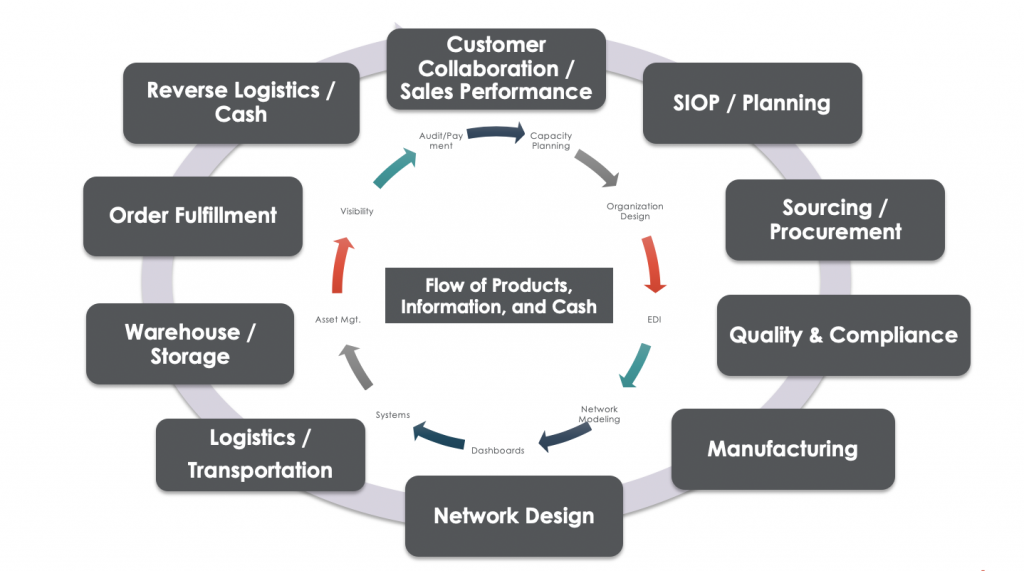 Customer
Collaboration /
Sales Performance
SIOP / Planning
Sourcing /
Procurement
Quality & Compliance
Manufacturing
Network Design
Logistics /
Transportation
Warehouse /
Storage
Order Fulfillment
Reverse Logistics /
Cash
Audit/Pay
ment
Capacity
Planning
Organization
Design
EDI
Network
Modeling
Dashboards
Systems
Asset Mgt.
Visibility
Flow of Products,
Information, and Cash